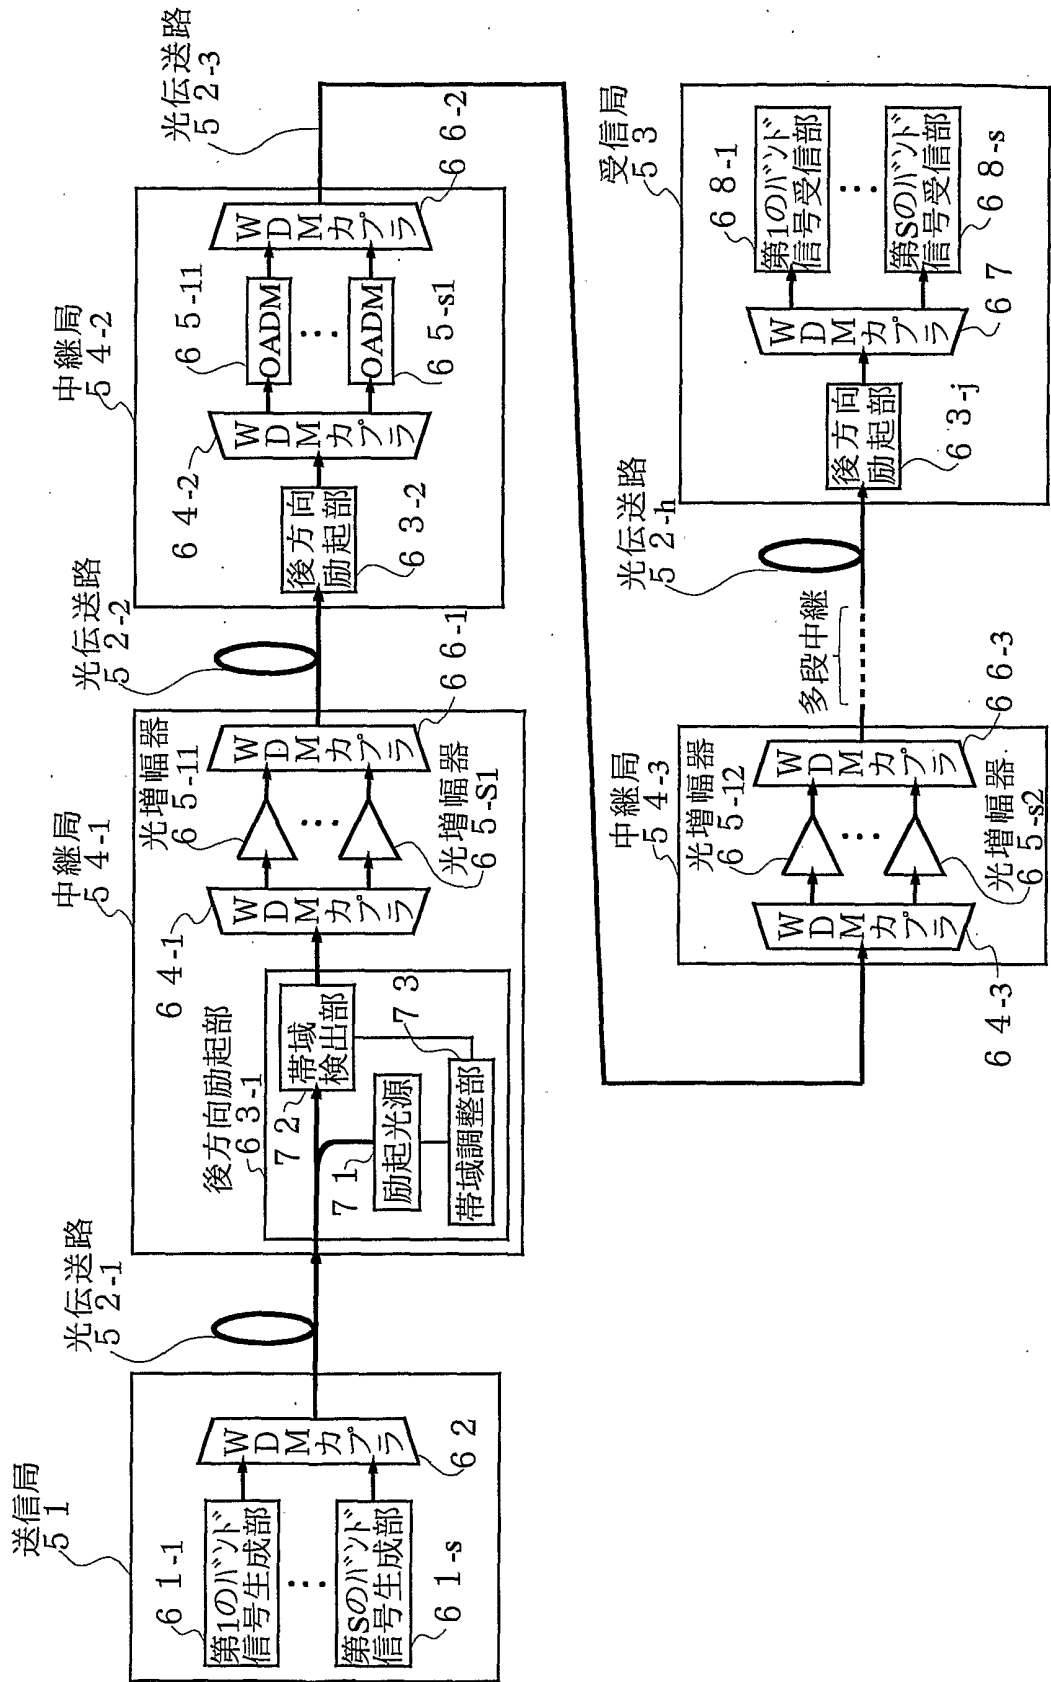 送信局
５１
６１-１
第1のバンド
信号生成部
第Sのバンド
信号生成部
６１-s
WDMカプラ
６２
光伝送路
５２-１
中継局
５４-１
後方向励起部
６３-１
７２
帯域
検出部
７１
励起光源
７３
帯域調整部
６４-１
WDMカプラ
光増幅器
６５-11
光増幅器
６５-S1
WDMカプラ
６６-１
光伝送路
５２-２
中継局
５４-２
後方向
励起部
６３-２
６４-２
WDMカプラ
６５-11
OADM
OADM
６５-s1
WDMカプラ
６６-２
光伝送路
５２-３
中継局
５４-３
WDMカプラ
６４-３
光増幅器
６５-12
光増幅器
６５-s2
WDMカプラ
６６-３
多段中継
光伝送路
５２-h
受信局
５３
後方向
励起部
６３-j
WDMカプラ
６７
６８-１
第1のバンド
信号受信部
第Sのバンド
信号受信部
６８-s